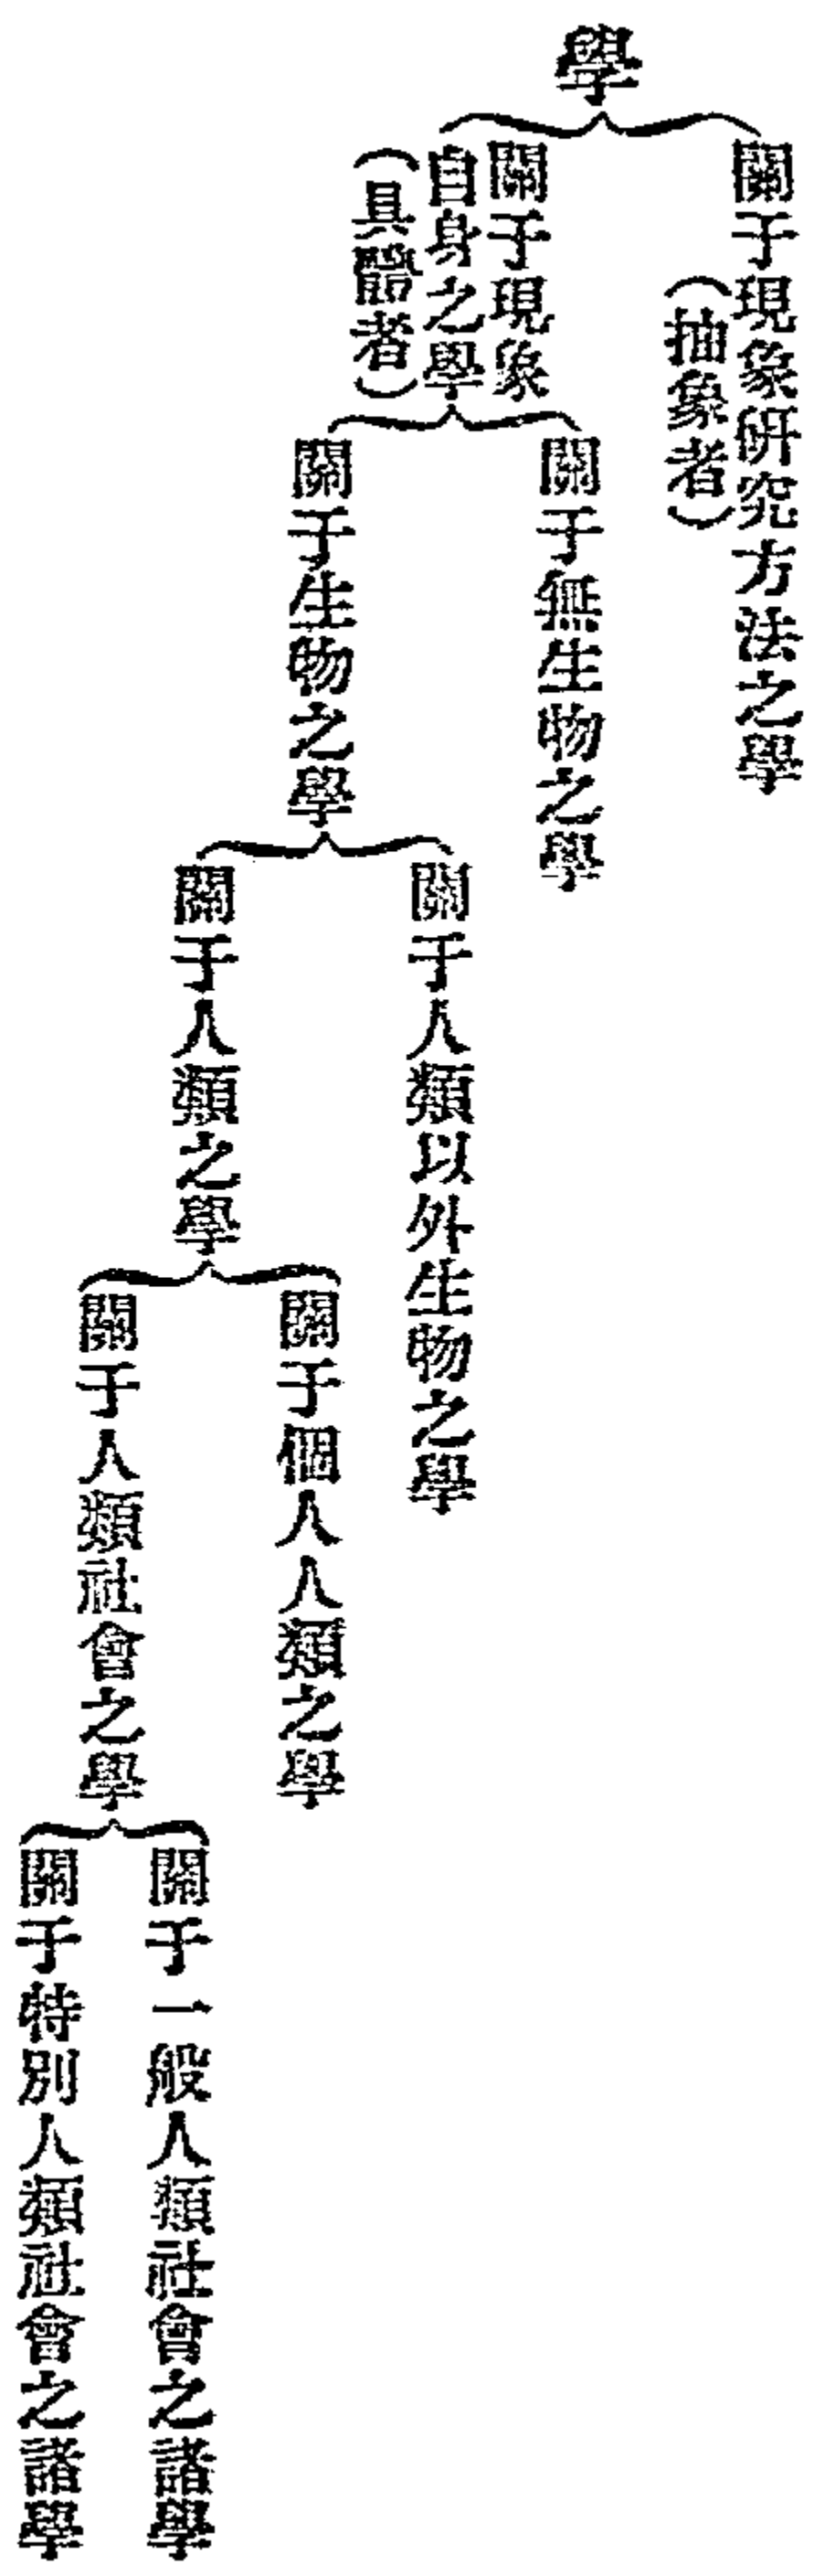 學
關于現象研究方法之學
(抽象者)
關于現象
自身之學
(具體者)
關于無生物之學
關于生物之學
關于人類以外生物之學
關于人類之學
關于個人人類之學
關于人類社會之學
關于一般人類社會之諸學
關于特別人類社會之諸學